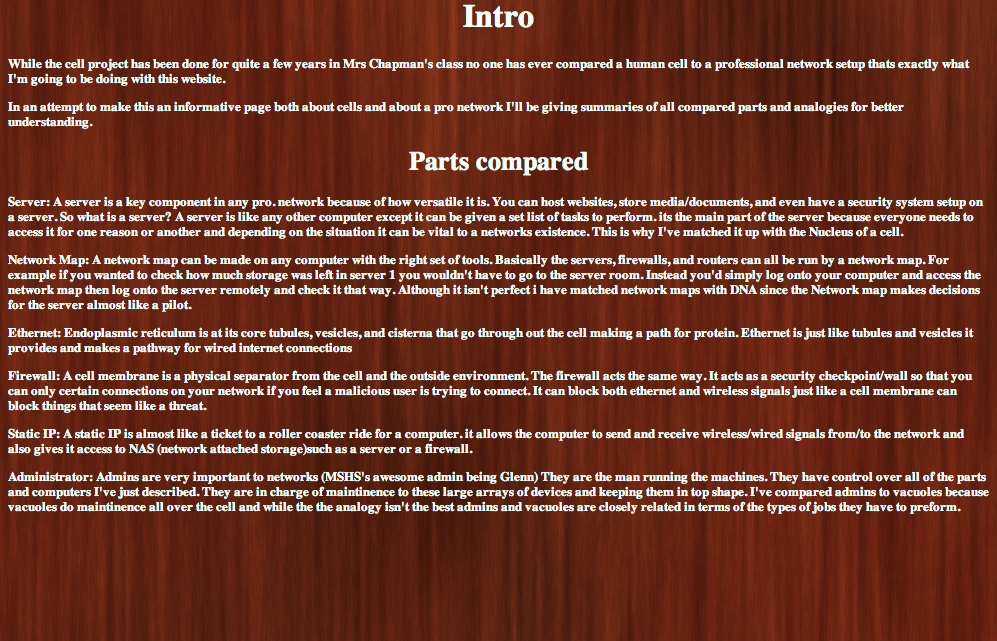 Intro
While the cell project has been done for quite a few years in Mrs Chapman's class no one has ever compared a human cell to a professional network setup thats exactly what
I'm going to be doing with this website.
In an attempt to make this an informative page both about cells and about a pro network I'll be giving summaries of all compared parts and analogies for better
understanding.
Parts compared
Server: A server is a key component in any pro. network because of how versatile it is. You can host websites, store media/documents, and even have a security system setup on
a server. So what is a server? A server is like any other computer except it can be given a set list of tasks to perform. its the main part of the server because everyone needs to
access it for one reason or another and depending on the situation it can be vital to a networks existence. This is why I've matched it up with the Nucleus of a cell.
Network Map: A network map can be made on any computer with the right set of tools. Basically the servers, firewalls, and routers can all be run by a network map. For
example if you wanted to check how much storage was left in server 1 you wouldn't have to go to the server room. Instead you'd simply log onto your computer and access the
network map then log onto the server remotely and check it that way. Although it isn't perfect i have matched network maps with DNA since the Network map makes decisions
for the server almost like a pilot.
Ethernet: Endoplasmic reticulum is at its core tubules, vesicles, and cisterna that go through out the cell making a path for protein. Ethernet is just like tubules and vesicles it
provides and makes a pathway for wired internet connections
Firewall: A cell membrane is a physical separator from the cell and the outside environment. The firewall acts the same way. It acts as a security checkpoint/wall so that you
can only certain connections on your network if you feel a malicious user is trying to connect. It can block both ethernet and wireless signals just like a cell membrane can
block things that seem like a threat.
Static IP: A static IP is almost like a ticket to a roller coaster ride for a computer. it allows the computer to send and receive wireless/wired signals from/to the network and
also gives it access to NAS (network attached storage)such as a server or a firewall.
Administrator: Admins are very important to networks (MSHS's awesome admin being Glenn) They are the man running the machines. They have control over all of the parts
and computers I've just described. They are in charge of maintinence to these large arrays of devices and keeping them in top shape. I've compared admins to vacuoles because
vacuoles do maintinence all over the cell and while the the analogy isn't the best admins and vacuoles are closely related in terms of the types of jobs they have to preform.